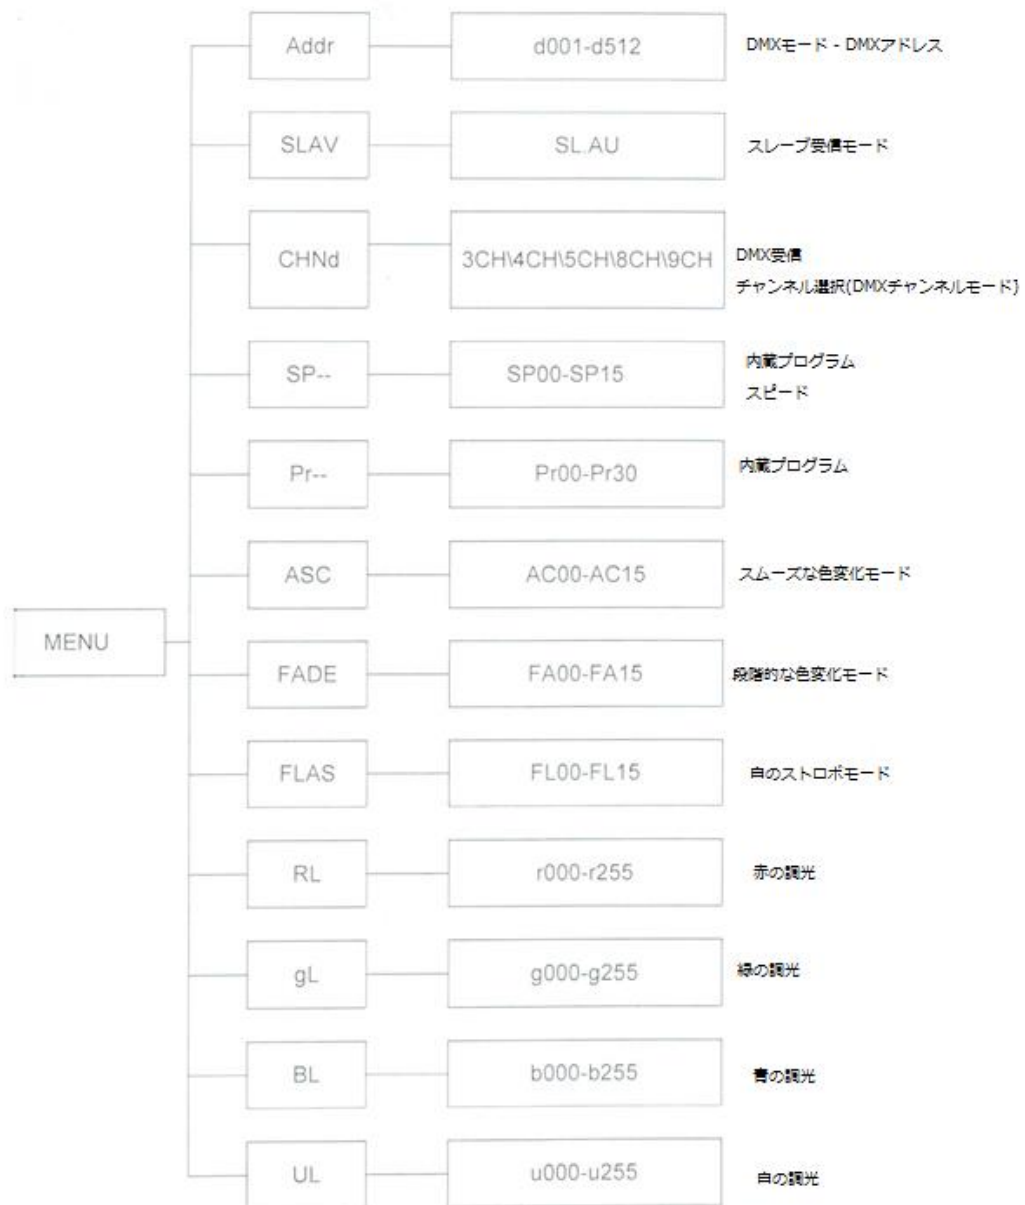 Addr d001-d512 DMXモード - DMXアドレス
SLAV SL.AU スレーブ受信モード
CHNd 3CH\4CH\5CH\8CH\9CH DMX受信
チャンネル選択(DMXチャンネルモード)
SP-- SP00-SP15 内蔵プログラム
スピード
Pr-- Pr00-Pr30 内蔵プログラム
ASC AC00-AC15 スムーズな色変化モード
MENU
FADE FA00-FA15 段階的な色変化モード
FLAS FL00-FL15 白のストロボモード
RL r000-r255 赤の調光
gL g000-g255 緑の調光
BL b000-b255 青の調光
UL u000-u255 白の調光